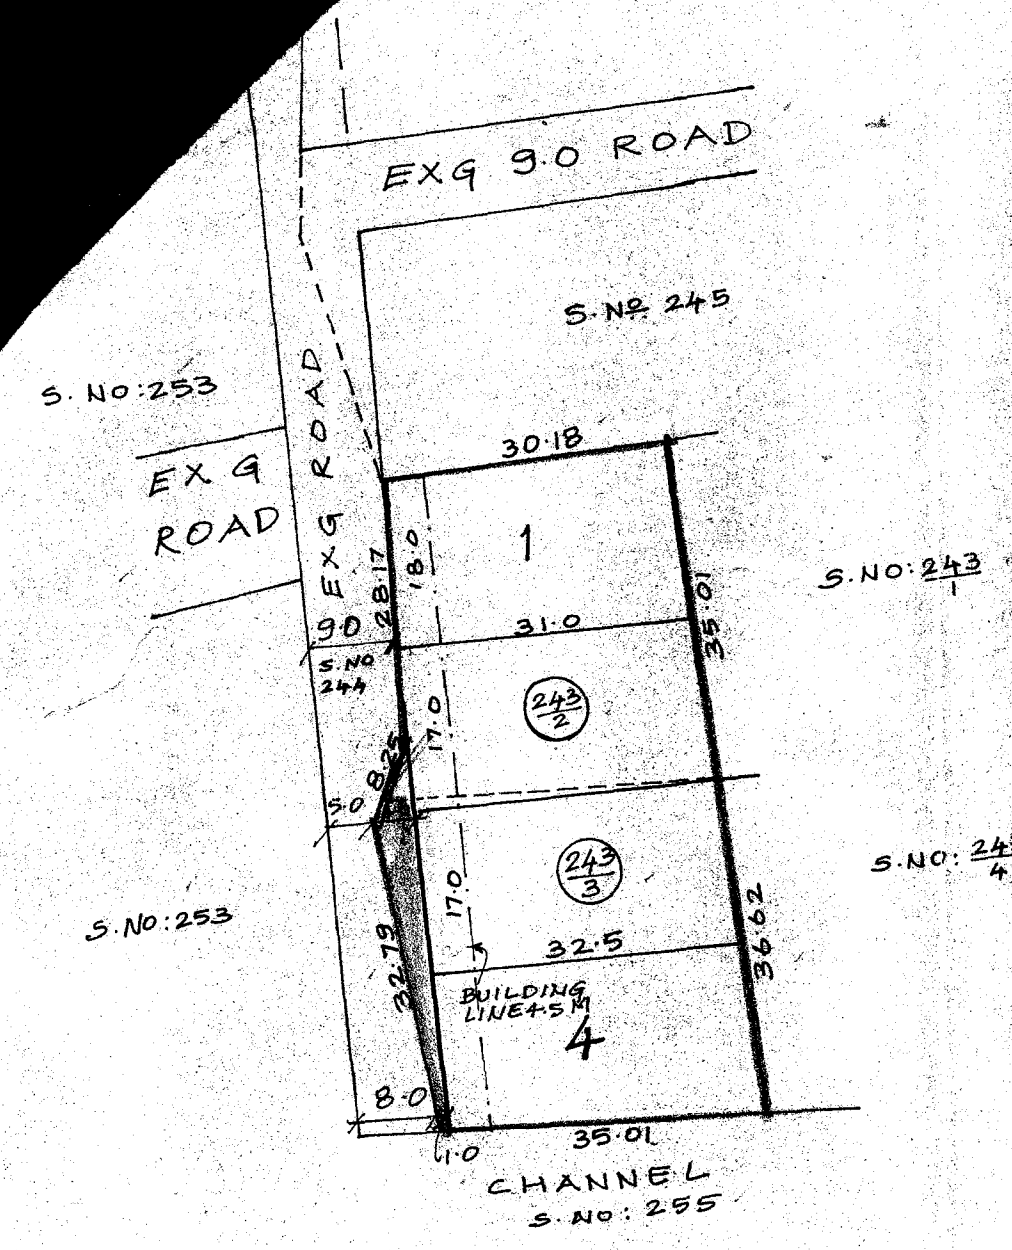 EXG 9.0 ROAD
S.No 245
S. NO:253
EXG ROAD
EXG
ROAD
30.18
1
18.0
28.17
S.NO: 243/1
35.01
9.0
31.0
S.NO
244
243/2
17.0
8.25
5.0
243/3
S.NO: 24
4
17.0
36.62
S.NO:253
32.5
32.79
BUILDING
LINE 4.5 M
4
8.0
1.0
35.01
CHANNEL
S.NO: 255